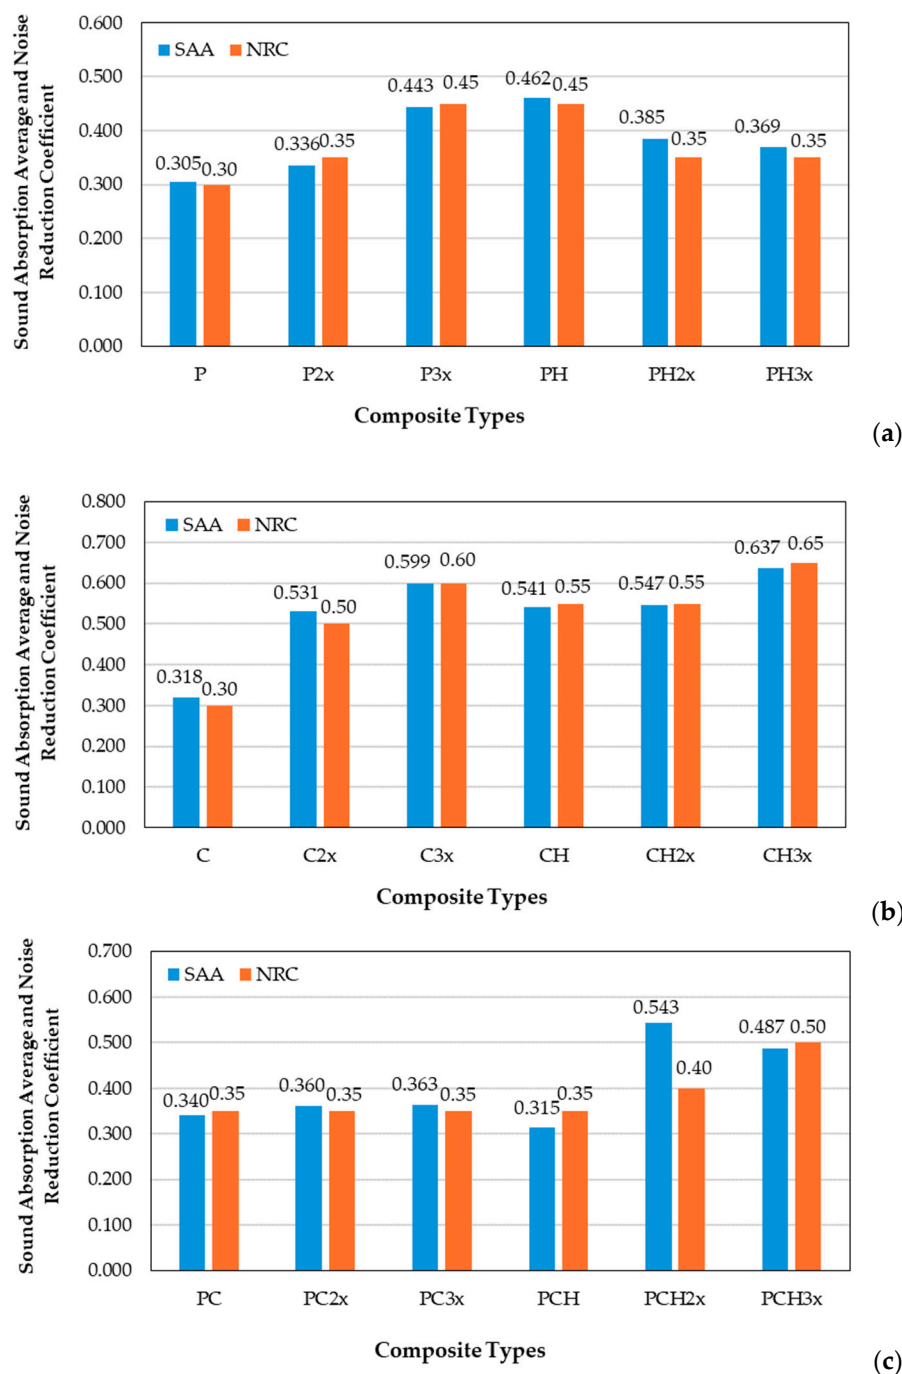 Sound Absorption Average and Noise
Reduction Coefficient
0.600
0.500
0.400
0.300
0.200
0.100
0.000
SAA NRC
0.305 0.30
0.336 0.35
0.443 0.45
0.462 0.45
0.385 0.35
0.369 0.35
P P2x P3x PH PH2x PH3x
Composite Types
(a)
Sound Absorption Average and Noise
Reduction Coefficient
0.800
0.700
0.600
0.500
0.400
0.300
0.200
0.100
0.000
SAA NRC
0.318 0.30
0.531 0.50
0.599 0.60
0.541 0.55
0.547 0.55
0.637 0.65
C C2x C3x CH CH2x CH3x
Composite Types
(b)
Sound Absorption Average and Noise
Reduction Coefficient
0.700
0.600
0.500
0.400
0.300
0.200
0.100
0.000
SAA NRC
0.340 0.35
0.360 0.35
0.363 0.35
0.315 0.35
0.543 0.40
0.487 0.50
PC PC2x PC3x PCH PCH2x PCH3x
Composite Types
(c)